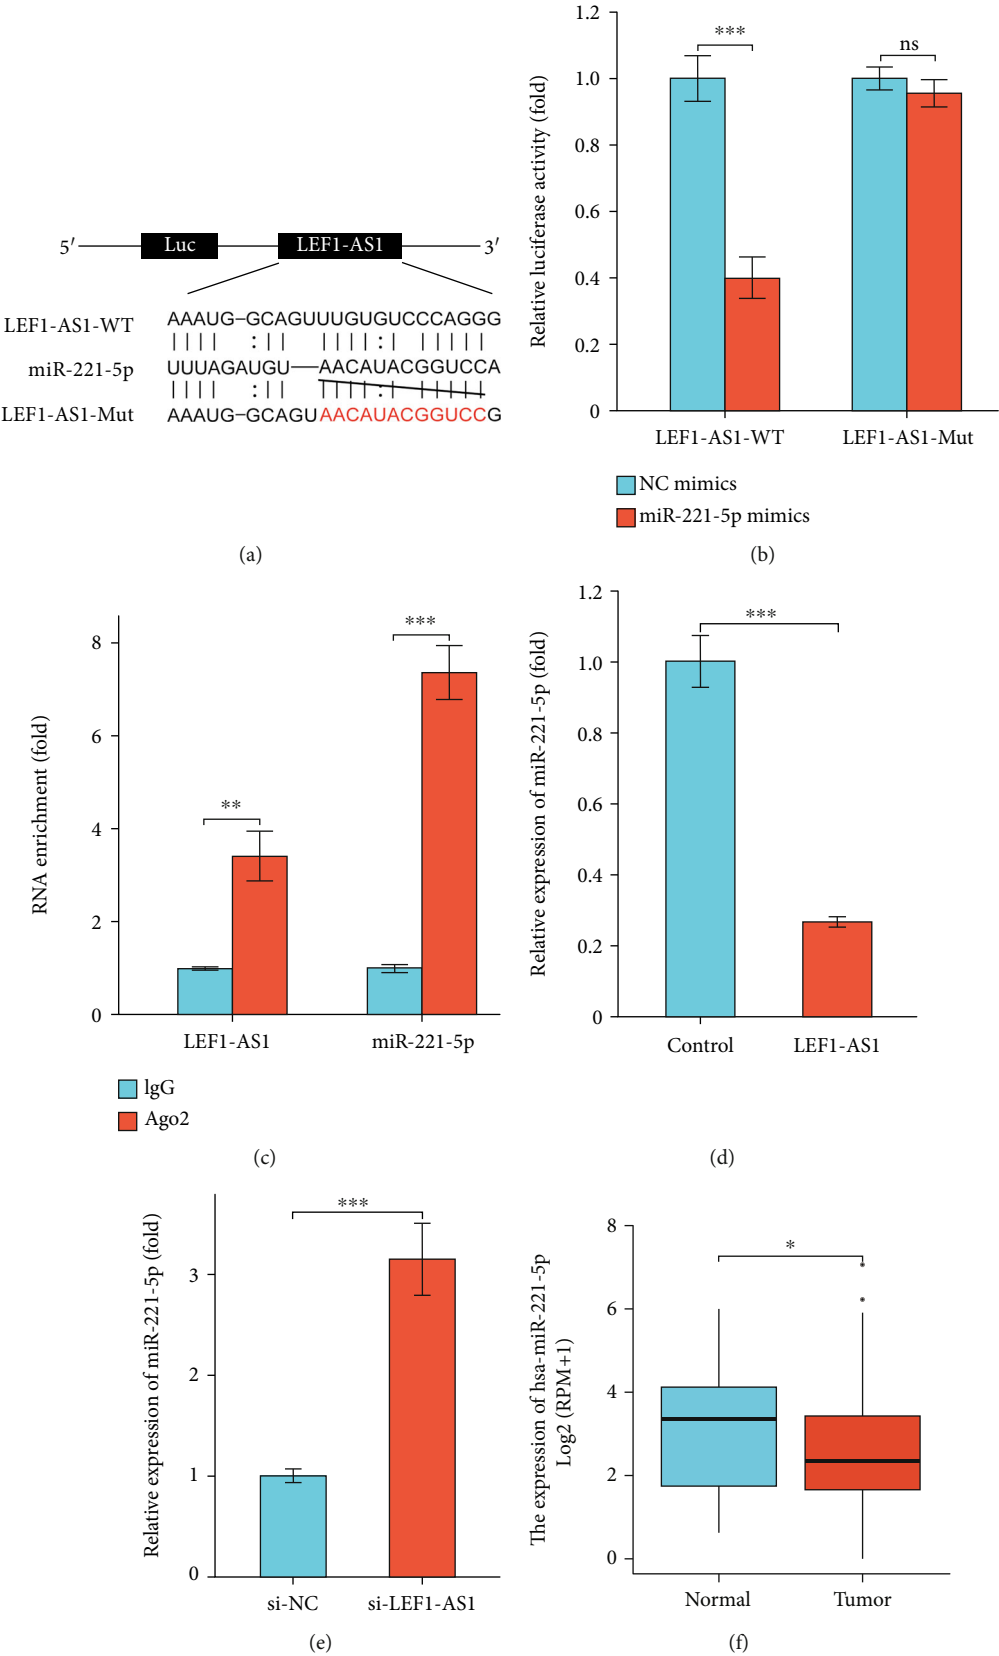 5′ Luc LEF1-AS1 3′
LEF1-AS1-WT AAAUG–GCAGUUUGUGUCCCAGGG
miR-221-5p UUUAGAUGU—AACAUACGGUCCA
LEF1-AS1-Mut AAAUG–GCAGUAACAUACGGUCCG
(a)
Relative luciferase activity (fold)
1.2
1.0
0.8
0.6
0.4
0.2
0
***
ns
LEF1-AS1-WT LEF1-AS1-Mut
NC mimics
miR-221-5p mimics
(b)
RNA enrichment (fold)
8
6
4
2
0
**
***
LEF1-AS1 miR-221-5p
lgG
Ago2
(c)
Relative expression of miR-221-5p (fold)
1.2
1.0
0.8
0.6
0.4
0.2
0
***
Control LEF1-AS1
(d)
Relative expression of miR-221-5p (fold)
3
2
1
0
***
si-NC si-LEF1-AS1
(e)
The expression of hsa-miR-221-5p
Log2 (RPM+1)
8
6
4
2
0
*
Normal Tumor
(f)